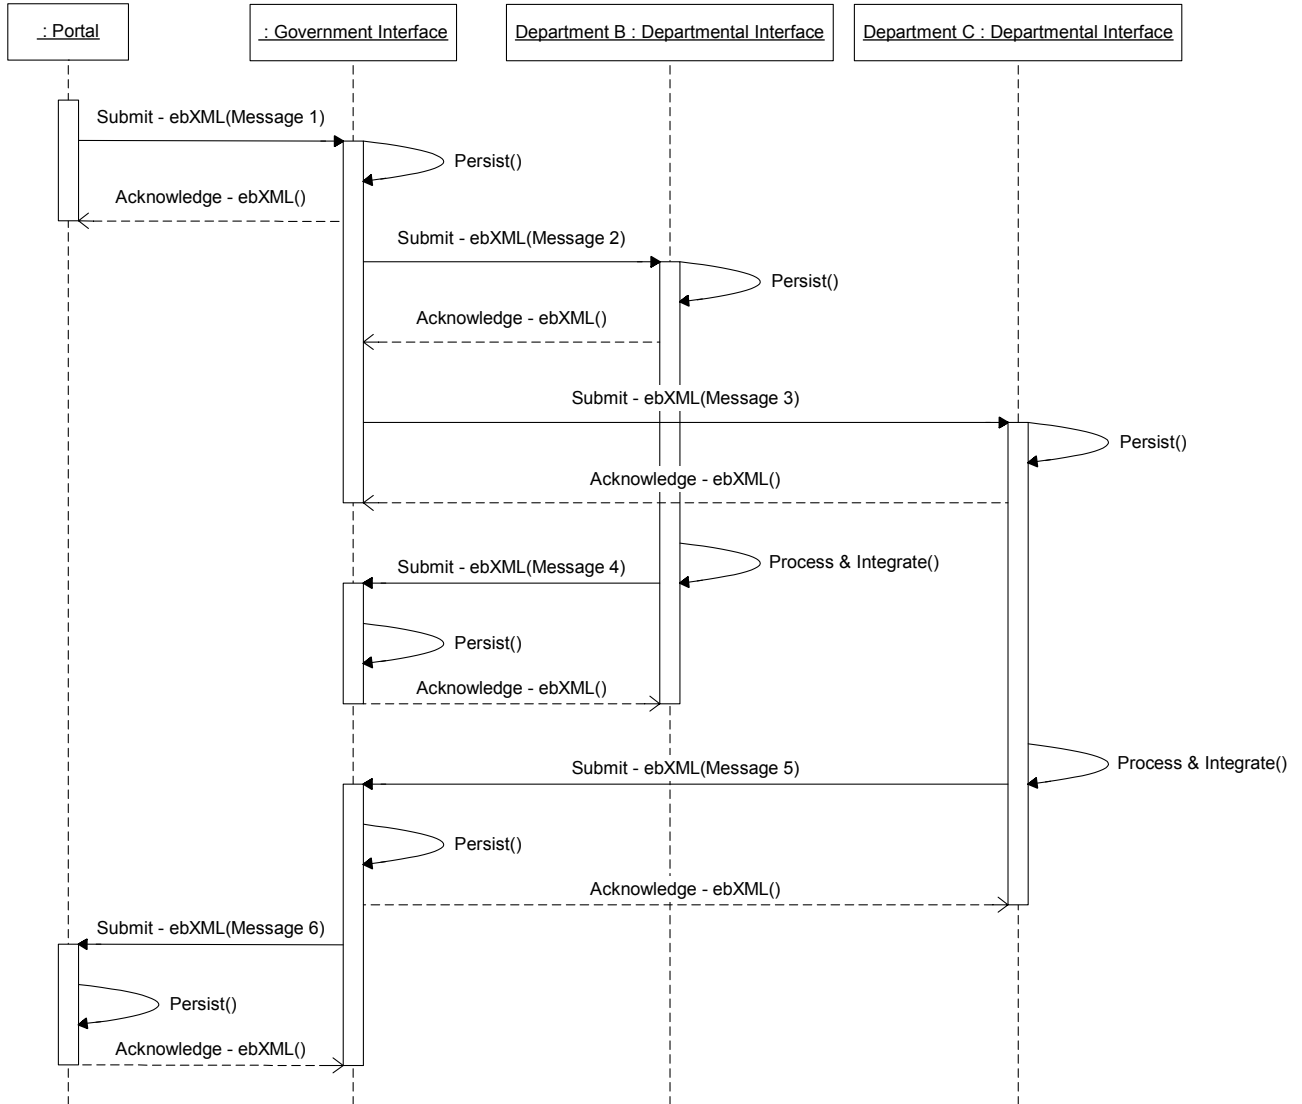 : Portal
: Government Interface
Department B : Departmental Interface
Department C : Departmental Interface
Submit - ebXML(Message 1)
Persist()
Acknowledge - ebXML()
Submit - ebXML(Message 2)
Persist()
Acknowledge - ebXML()
Submit - ebXML(Message 3)
Persist()
Acknowledge - ebXML()
Process & Integrate()
Submit - ebXML(Message 4)
Persist()
Acknowledge - ebXML()
Process & Integrate()
Submit - ebXML(Message 5)
Persist()
Acknowledge - ebXML()
Submit - ebXML(Message 6)
Persist()
Acknowledge - ebXML()